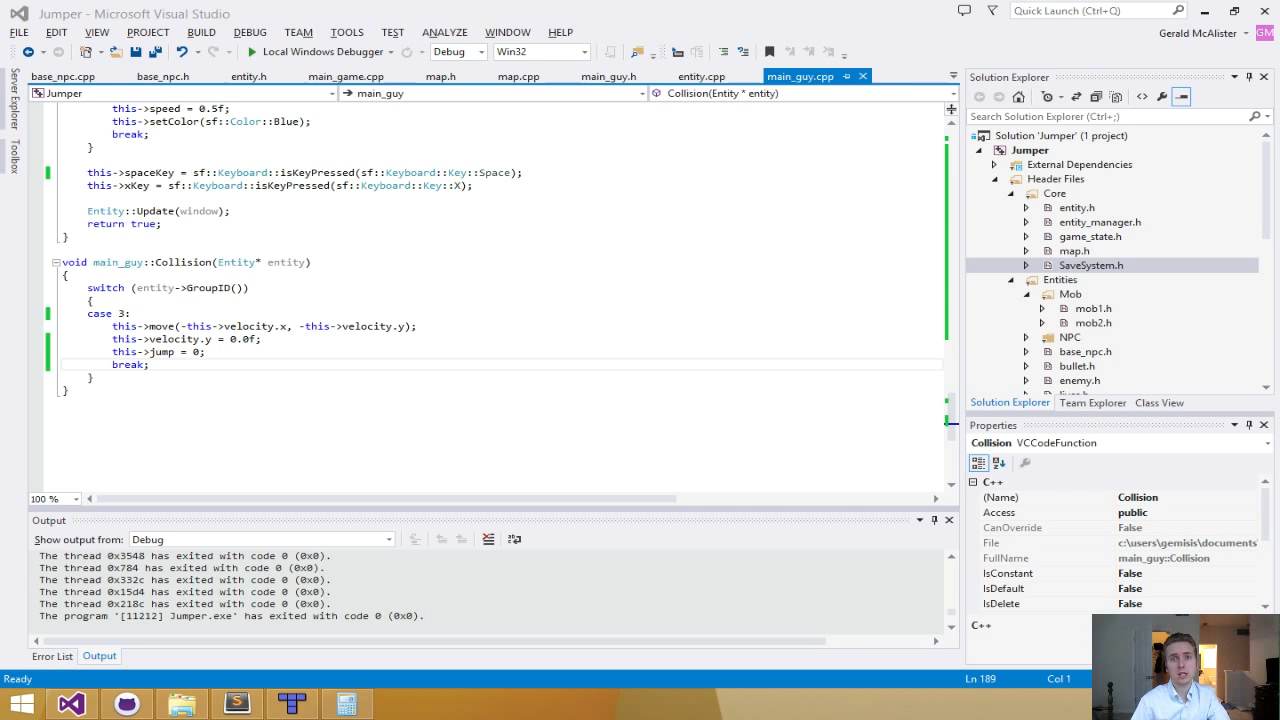 Jumper - Microsoft Visual Studio
Quick Launch (Ctrl+Q)
FILE EDIT VIEW PROJECT BUILD DEBUG TEAM TOOLS TEST ANALYZE WINDOW HELP
Gerald McAlister GM
Local Windows Debugger Debug Win32
base_npc.cpp base_npc.h entity.h main_game.cpp map.h map.cpp main_guy.h entity.cpp main_guy.cpp
Jumper main_guy Collision(Entity * entity)
Server Explorer
Toolbox
this->speed = 0.5f;
this->setColor(sf::Color::Blue);
break;
}
this->spaceKey = sf::Keyboard::isKeyPressed(sf::Keyboard::Key::Space);
this->xKey = sf::Keyboard::isKeyPressed(sf::Keyboard::Key::X);
Entity::Update(window);
return true;
}
void main_guy::Collision(Entity* entity)
{
switch (entity->GroupID())
{
case 3:
this->move(-this->velocity.x, -this->velocity.y);
this->velocity.y = 0.0f;
this->jump = 0;
break;
}
}
100 %
Output
Show output from: Debug
The thread 0x3548 has exited with code 0 (0x0).
The thread 0x784 has exited with code 0 (0x0).
The thread 0x332c has exited with code 0 (0x0).
The thread 0x15d4 has exited with code 0 (0x0).
The thread 0x218c has exited with code 0 (0x0).
The program '[11212] Jumper.exe' has exited with code 0 (0x0).
Error List Output
Solution Explorer
Search Solution Explorer (Ctrl+;)
Solution 'Jumper' (1 project)
Jumper
External Dependencies
Header Files
Core
entity.h
entity_manager.h
game_state.h
map.h
SaveSystem.h
Entities
Mob
mob1.h
mob2.h
NPC
base_npc.h
bullet.h
enemy.h
Solution Explorer Team Explorer Class View
Properties
Collision VCCodeFunction
C++
(Name) Collision
Access public
CanOverride False
File c:\users\gemisis\documents
FullName main_guy::Collision
IsConstant False
IsDefault False
IsDelete False
C++
Ready Ln 189 Col 1